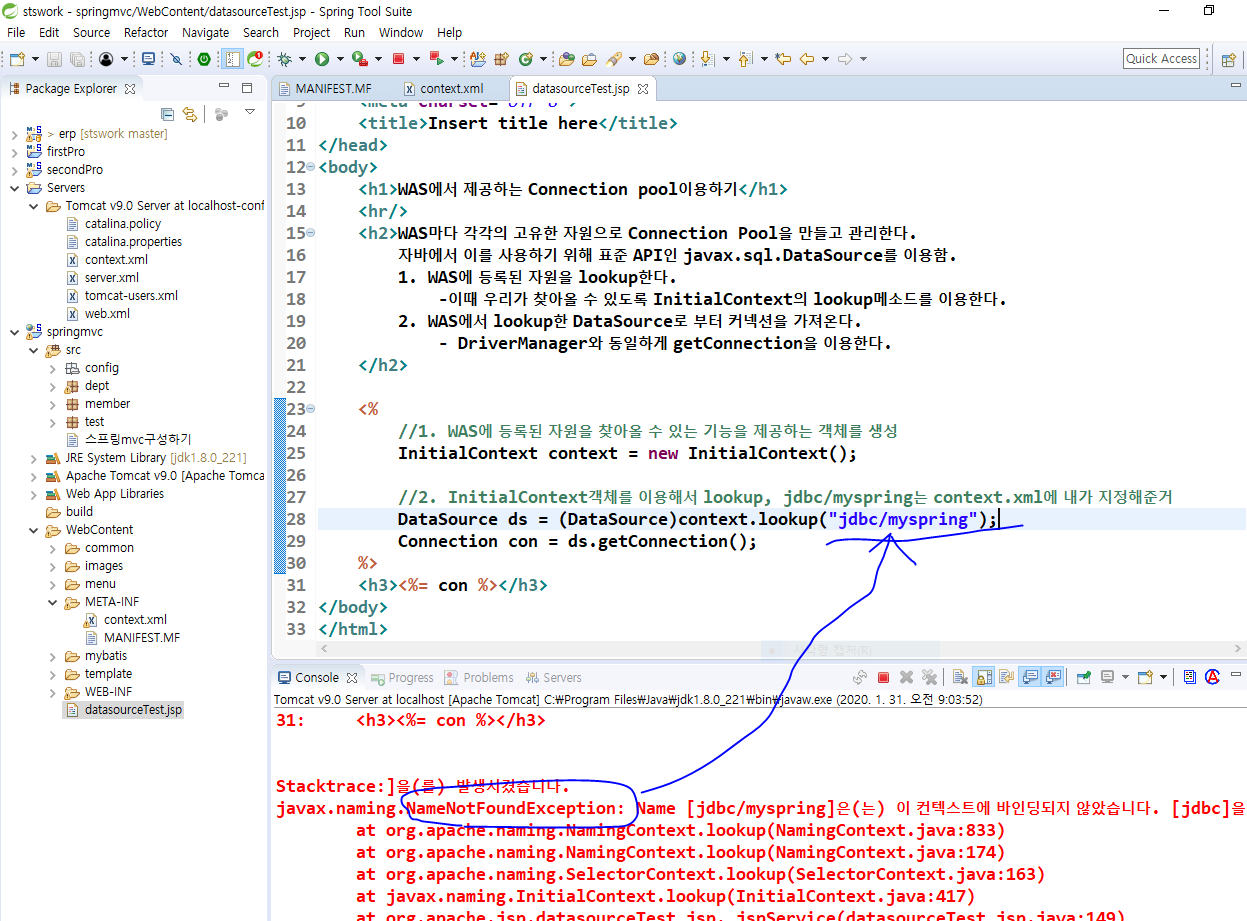 stswork - springmvc/WebContent/datasourceTest.jsp - Spring Tool Suite
File Edit Source Refactor Navigate Search Project Run Window Help
Quick Access
Package Explorer
> erp [stswork master]
firstPro
secondPro
Servers
Tomcat v9.0 Server at localhost-conf
catalina.policy
catalina.properties
context.xml
server.xml
tomcat-users.xml
web.xml
springmvc
src
config
dept
member
test
스프링mvc구성하기
JRE System Library [jdk1.8.0_221]
Apache Tomcat v9.0 [Apache Tomca
Web App Libraries
build
WebContent
common
images
menu
META-INF
context.xml
MANIFEST.MF
mybatis
template
WEB-INF
datasourceTest.jsp
MANIFEST.MF context.xml datasourceTest.jsp
9 <meta charset="UTF-8">
10 <title>Insert title here</title>
11 </head>
12 <body>
13 <h1>WAS에서 제공하는 Connection pool이용하기</h1>
14 <hr/>
15 <h2>WAS마다 각각의 고유한 자원으로 Connection Pool을 만들고 관리한다.
16 자바에서 이를 사용하기 위해 표준 API인 javax.sql.DataSource를 이용함.
17 1. WAS에 등록된 자원을 lookup한다.
18 -이때 우리가 찾아올 수 있도록 InitialContext의 lookup메소드를 이용한다.
19 2. WAS에서 lookup한 DataSource로 부터 커넥션을 가져온다.
20 - DriverManager와 동일하게 getConnection을 이용한다.
21 </h2>
22
23 <%
24 //1. WAS에 등록된 자원을 찾아올 수 있는 기능을 제공하는 객체를 생성
25 InitialContext context = new InitialContext();
26
27 //2. InitialContext객체를 이용해서 lookup, jdbc/myspring는 context.xml에 내가 지정해준거
28 DataSource ds = (DataSource)context.lookup("jdbc/myspring");
29 Connection con = ds.getConnection();
30 %>
31 <h3><%= con %></h3>
32 </body>
33 </html>
Console Progress Problems Servers
Tomcat v9.0 Server at localhost [Apache Tomcat] C:₩Program Files₩Java₩jdk1.8.0_221₩bin₩javaw.exe (2020. 1. 31. 오전 9:03:52)
31: <h3><%= con %></h3>
Stacktrace:]을(를) 발생시켰습니다.
javax.naming.NameNotFoundException: Name [jdbc/myspring]은(는) 이 컨텍스트에 바인딩되지 않았습니다. [jdbc]을
at org.apache.naming.NamingContext.lookup(NamingContext.java:833)
at org.apache.naming.NamingContext.lookup(NamingContext.java:174)
at org.apache.naming.SelectorContext.lookup(SelectorContext.java:163)
at javax.naming.InitialContext.lookup(InitialContext.java:417)
at org.apache.jsp.datasourceTest_jsp._jspService(datasourceTest_jsp.java:149)